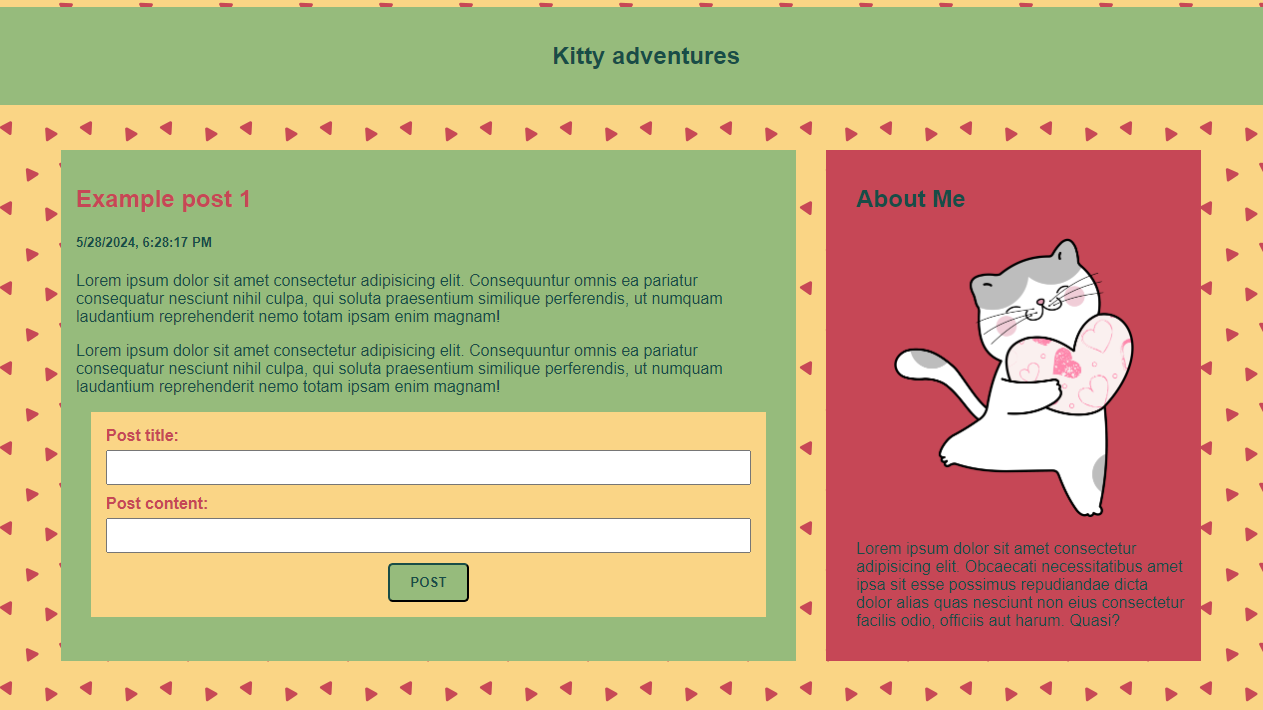 Kitty adventures
Example post 1
5/28/2024, 6:28:17 PM
Lorem ipsum dolor sit amet consectetur adipisicing elit. Consequuntur omnis ea pariatur
consequatur nesciunt nihil culpa, qui soluta praesentium similique perferendis, ut numquam
laudantium reprehenderit nemo totam ipsam enim magnam!
Lorem ipsum dolor sit amet consectetur adipisicing elit. Consequuntur omnis ea pariatur
consequatur nesciunt nihil culpa, qui soluta praesentium similique perferendis, ut numquam
laudantium reprehenderit nemo totam ipsam enim magnam!
Post title:
Post content:
POST
About Me
Lorem ipsum dolor sit amet consectetur
adipisicing elit. Obcaecati necessitatibus amet
ipsa sit esse possimus repudiandae dicta
dolor alias quas nesciunt non eius consectetur
facilis odio, officiis aut harum. Quasi?